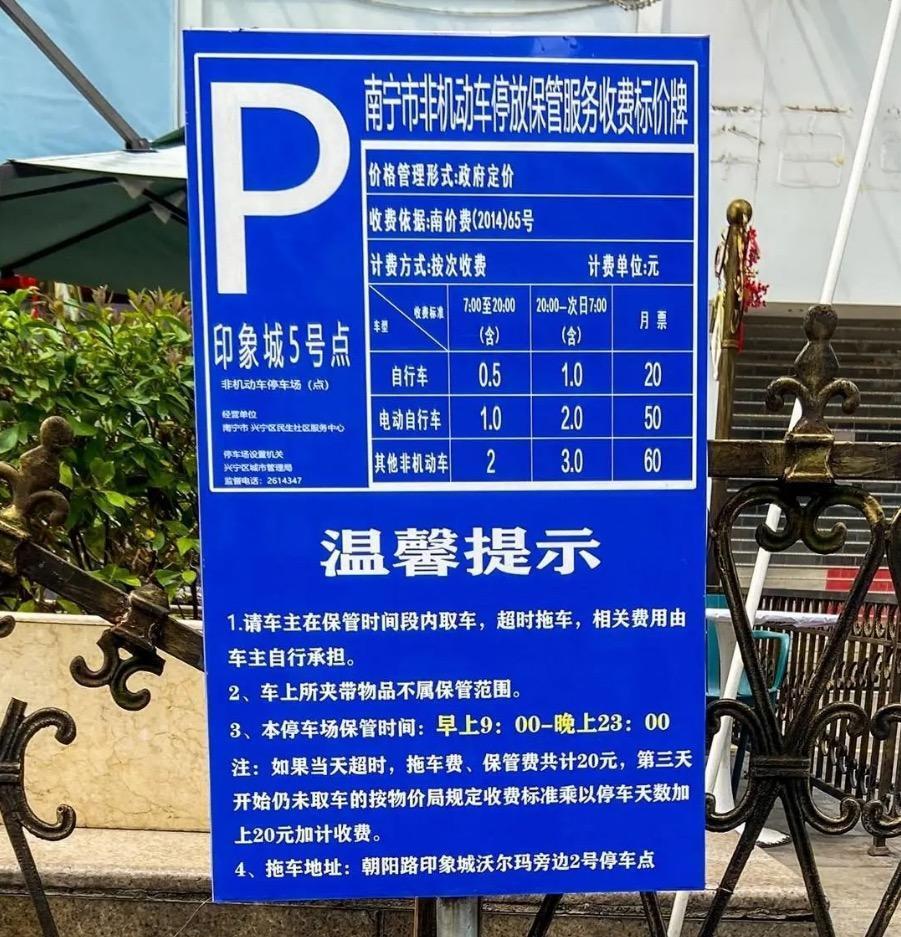 P
南宁市非机动车停放保管服务收费标价牌
价格管理形式:政府定价
收费依据:南价费(2014)65号
计费方式:按次收费 计费单位:元
收费标准 车型 7:00至20:00(含) 20:00—次日7:00(含) 月票
自行车 0.5 1.0 20
电动自行车 1.0 2.0 50
其他非机动车 2 3.0 60
印象城5号点
非机动车停车场(点)
经营单位
南宁市 兴宁区民生社区服务中心
停车场设置机关
兴宁区城市管理局
监督电话:2614347
温馨提示
1.请车主在保管时间段内取车，超时拖车，相关费用由
车主自行承担。
2、车上所夹带物品不属保管范围。
3、本停车场保管时间：早上9：00-晚上23：00
注：如果当天超时，拖车费、保管费共计20元，第三天
开始仍未取车的按物价局规定收费标准乘以停车天数加
上20元加计收费。
4、拖车地址：朝阳路印象城沃尔玛旁边2号停车点